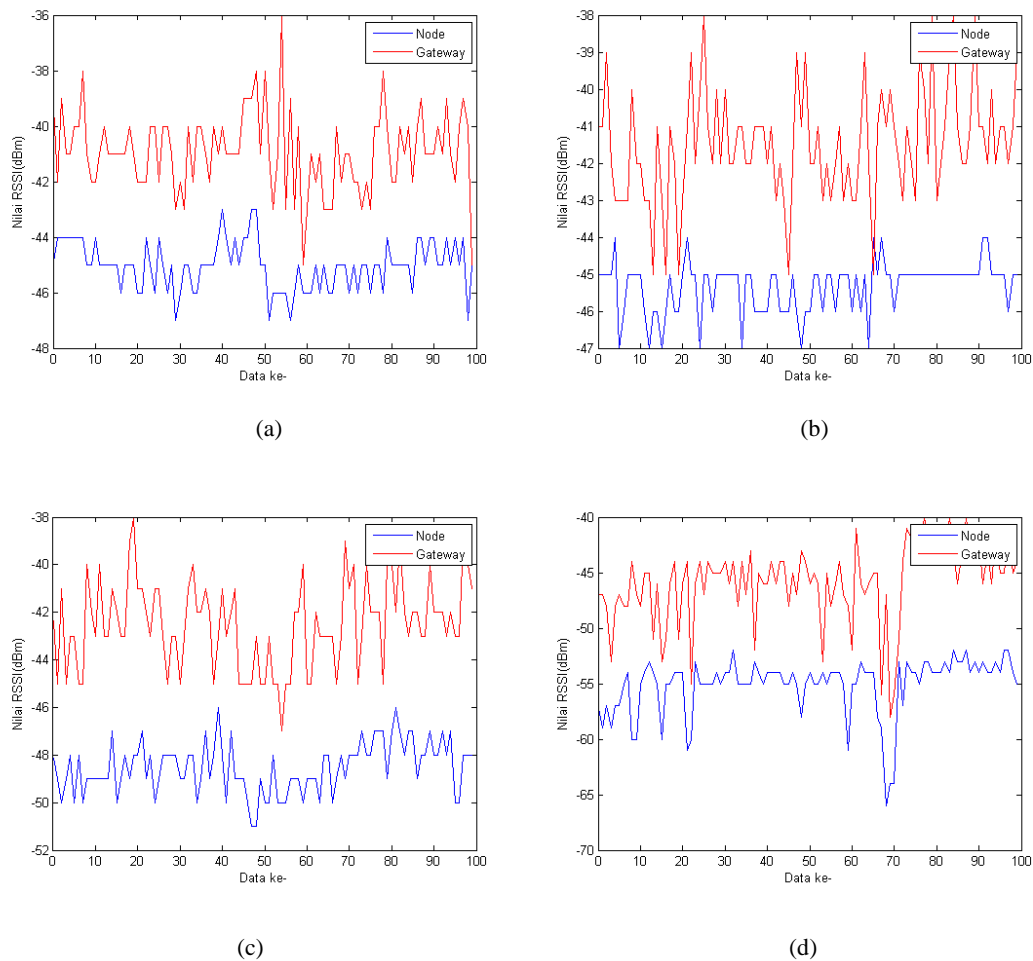 -36
-38
-40
-42
-44
-46
-48
Nilai RSSI(dBm)
Node
Gateway
0 10 20 30 40 50 60 70 80 90 100
Data ke-
(a)
-38
-39
-40
-41
-42
-43
-44
-45
-46
-47
Nilai RSSI(dBm)
Node
Gateway
0 10 20 30 40 50 60 70 80 90 100
Data ke-
(b)
-38
-40
-42
-44
-46
-48
-50
-52
Nilai RSSI(dBm)
Node
Gateway
0 10 20 30 40 50 60 70 80 90 100
Data ke-
(c)
-40
-45
-50
-55
-60
-65
-70
Nilai RSSI(dBm)
Node
Gateway
0 10 20 30 40 50 60 70 80 90 100
Data ke-
(d)